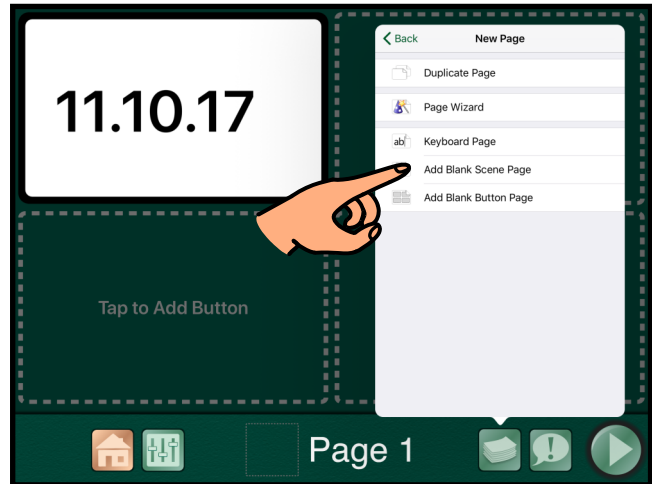 11.10.17
Back
New Page
Duplicate Page
Page Wizard
ab
Keyboard Page
Add Blank Scene Page
Add Blank Button Page
Tap to Add Button
Page 1